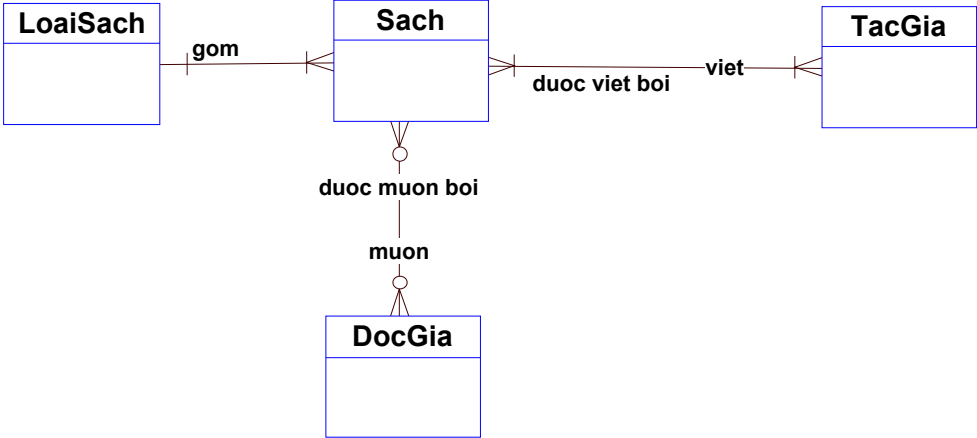 LoaiSach
Sach
TacGia
gom
viet
duoc viet boi
duoc muon boi
muon
DocGia